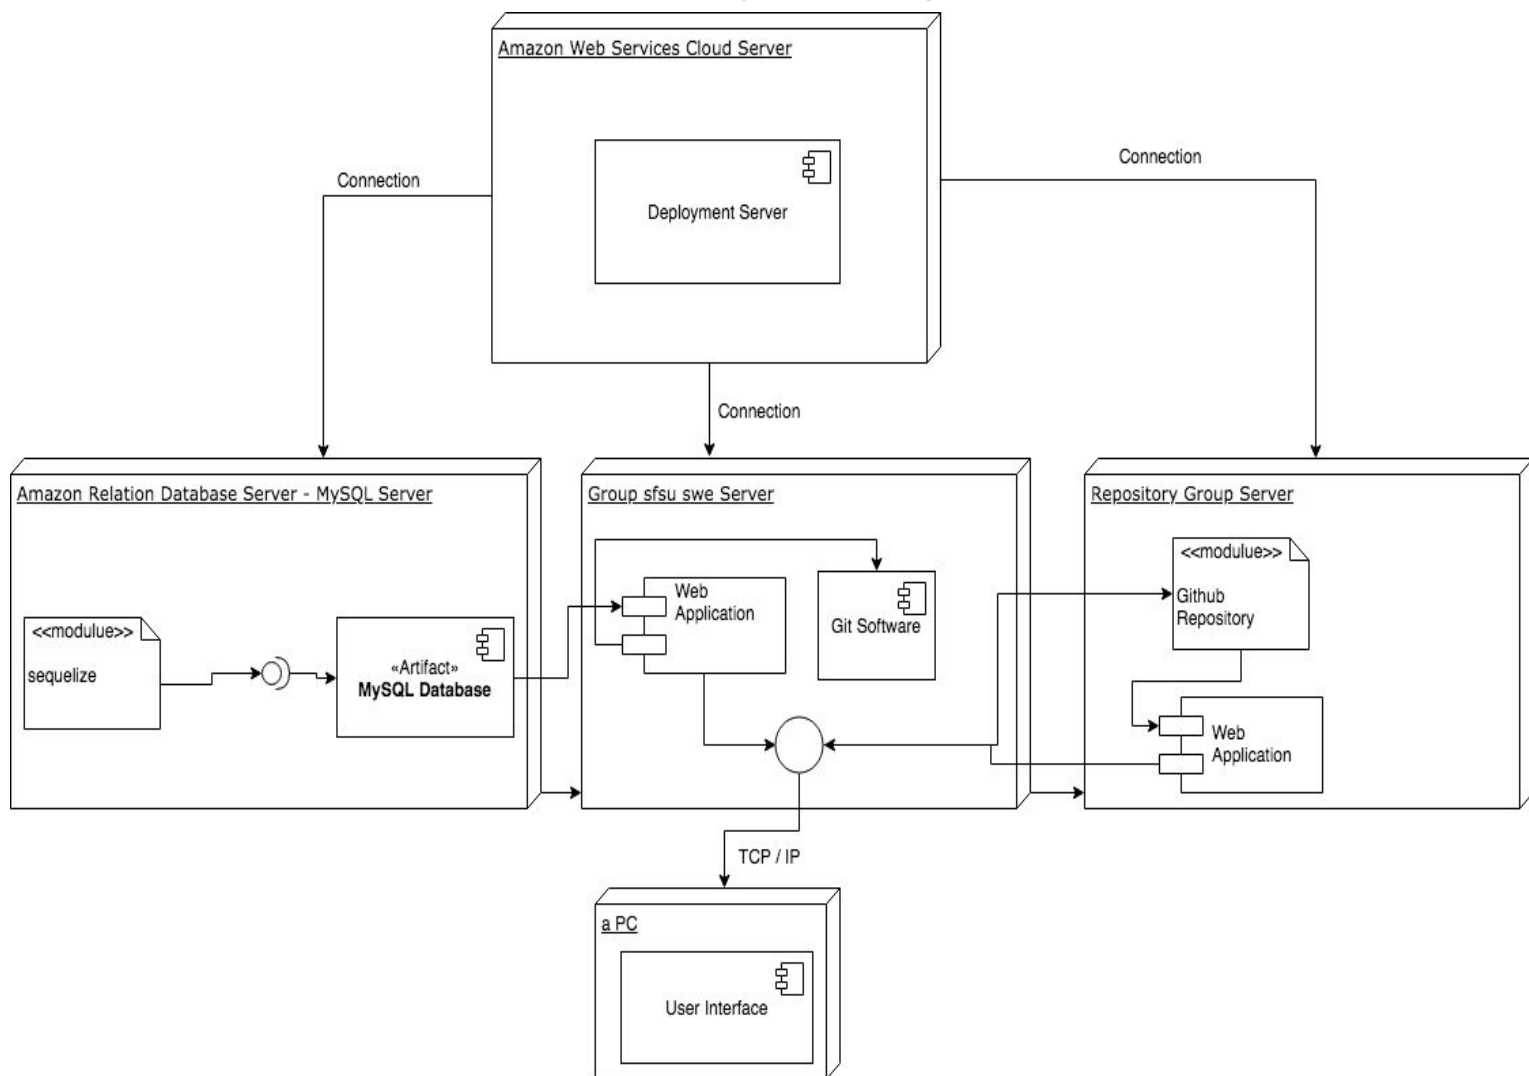 Amazon Web Services Cloud Server
Deployment Server
Connection
Connection
Connection
Amazon Relation Database Server - MySQL Server
<<modulue>>
sequelize
«Artifact»
MySQL Database
Group sfsu swe Server
Web
Application
Git Software
Repository Group Server
<<modulue>>
Github
Repository
Web
Application
TCP / IP
a PC
User Interface